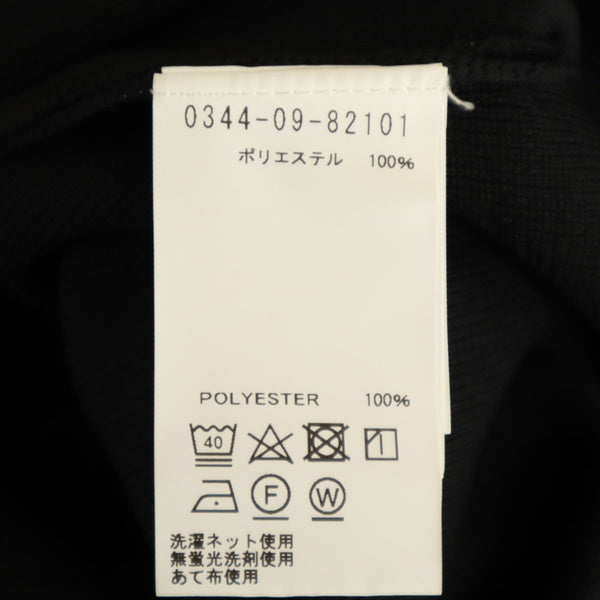 0344-09-82101
ポリエステル 100%
POLYESTER 100%
40
F W
洗濯ネット使用
無蛍光洗剤使用
あて布使用